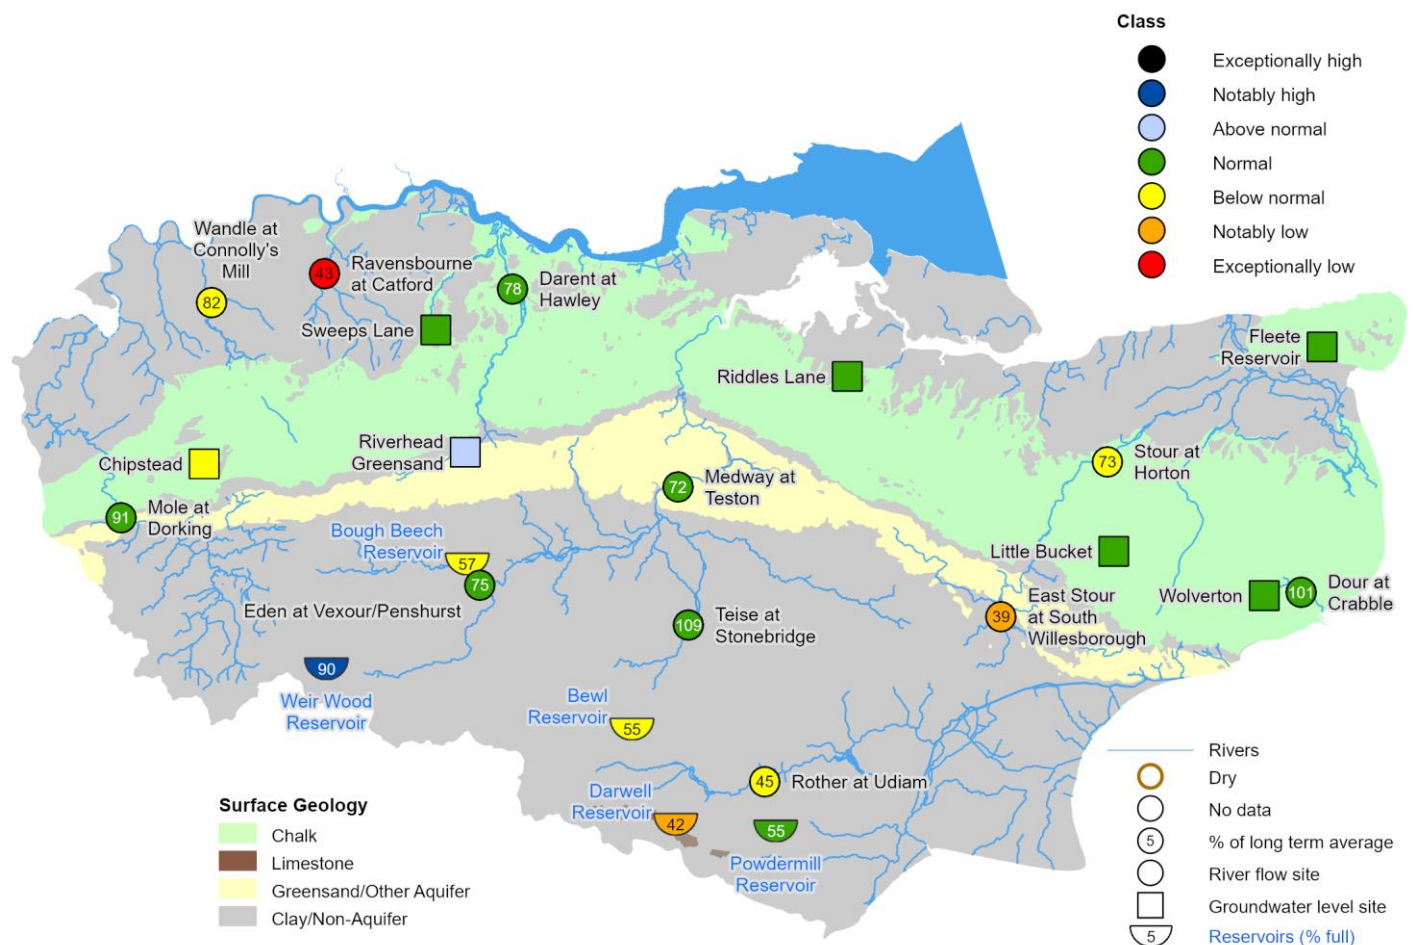 Class
Exceptionally high
Notably high
Above normal
Normal
Below normal
Notably low
Exceptionally low
Wandle at
Connolly's
Mill
82
43
Ravensbourne
at Catford
78
Darent at
Hawley
Sweeps Lane
Riddles Lane
Fleete
Reservoir
Chipstead
Riverhead
Greensand
91
Mole at
Dorking
72
Medway at
Teston
73
Stour at
Horton
Bough Beech
Reservoir
57
75
Eden at Vexour/Penshurst
Little Bucket
Wolverton
101
Dour at
Crabble
109
Teise at
Stonebridge
39
East Stour
at South
Willesborough
90
Weir Wood
Reservoir
Bewl
Reservoir
55
45
Rother at Udiam
Darwell
Reservoir
42
55
Powdermill
Reservoir
Surface Geology
Chalk
Limestone
Greensand/Other Aquifer
Clay/Non-Aquifer
Rivers
Dry
No data
5
% of long term average
River flow site
Groundwater level site
5
Reservoirs (% full)